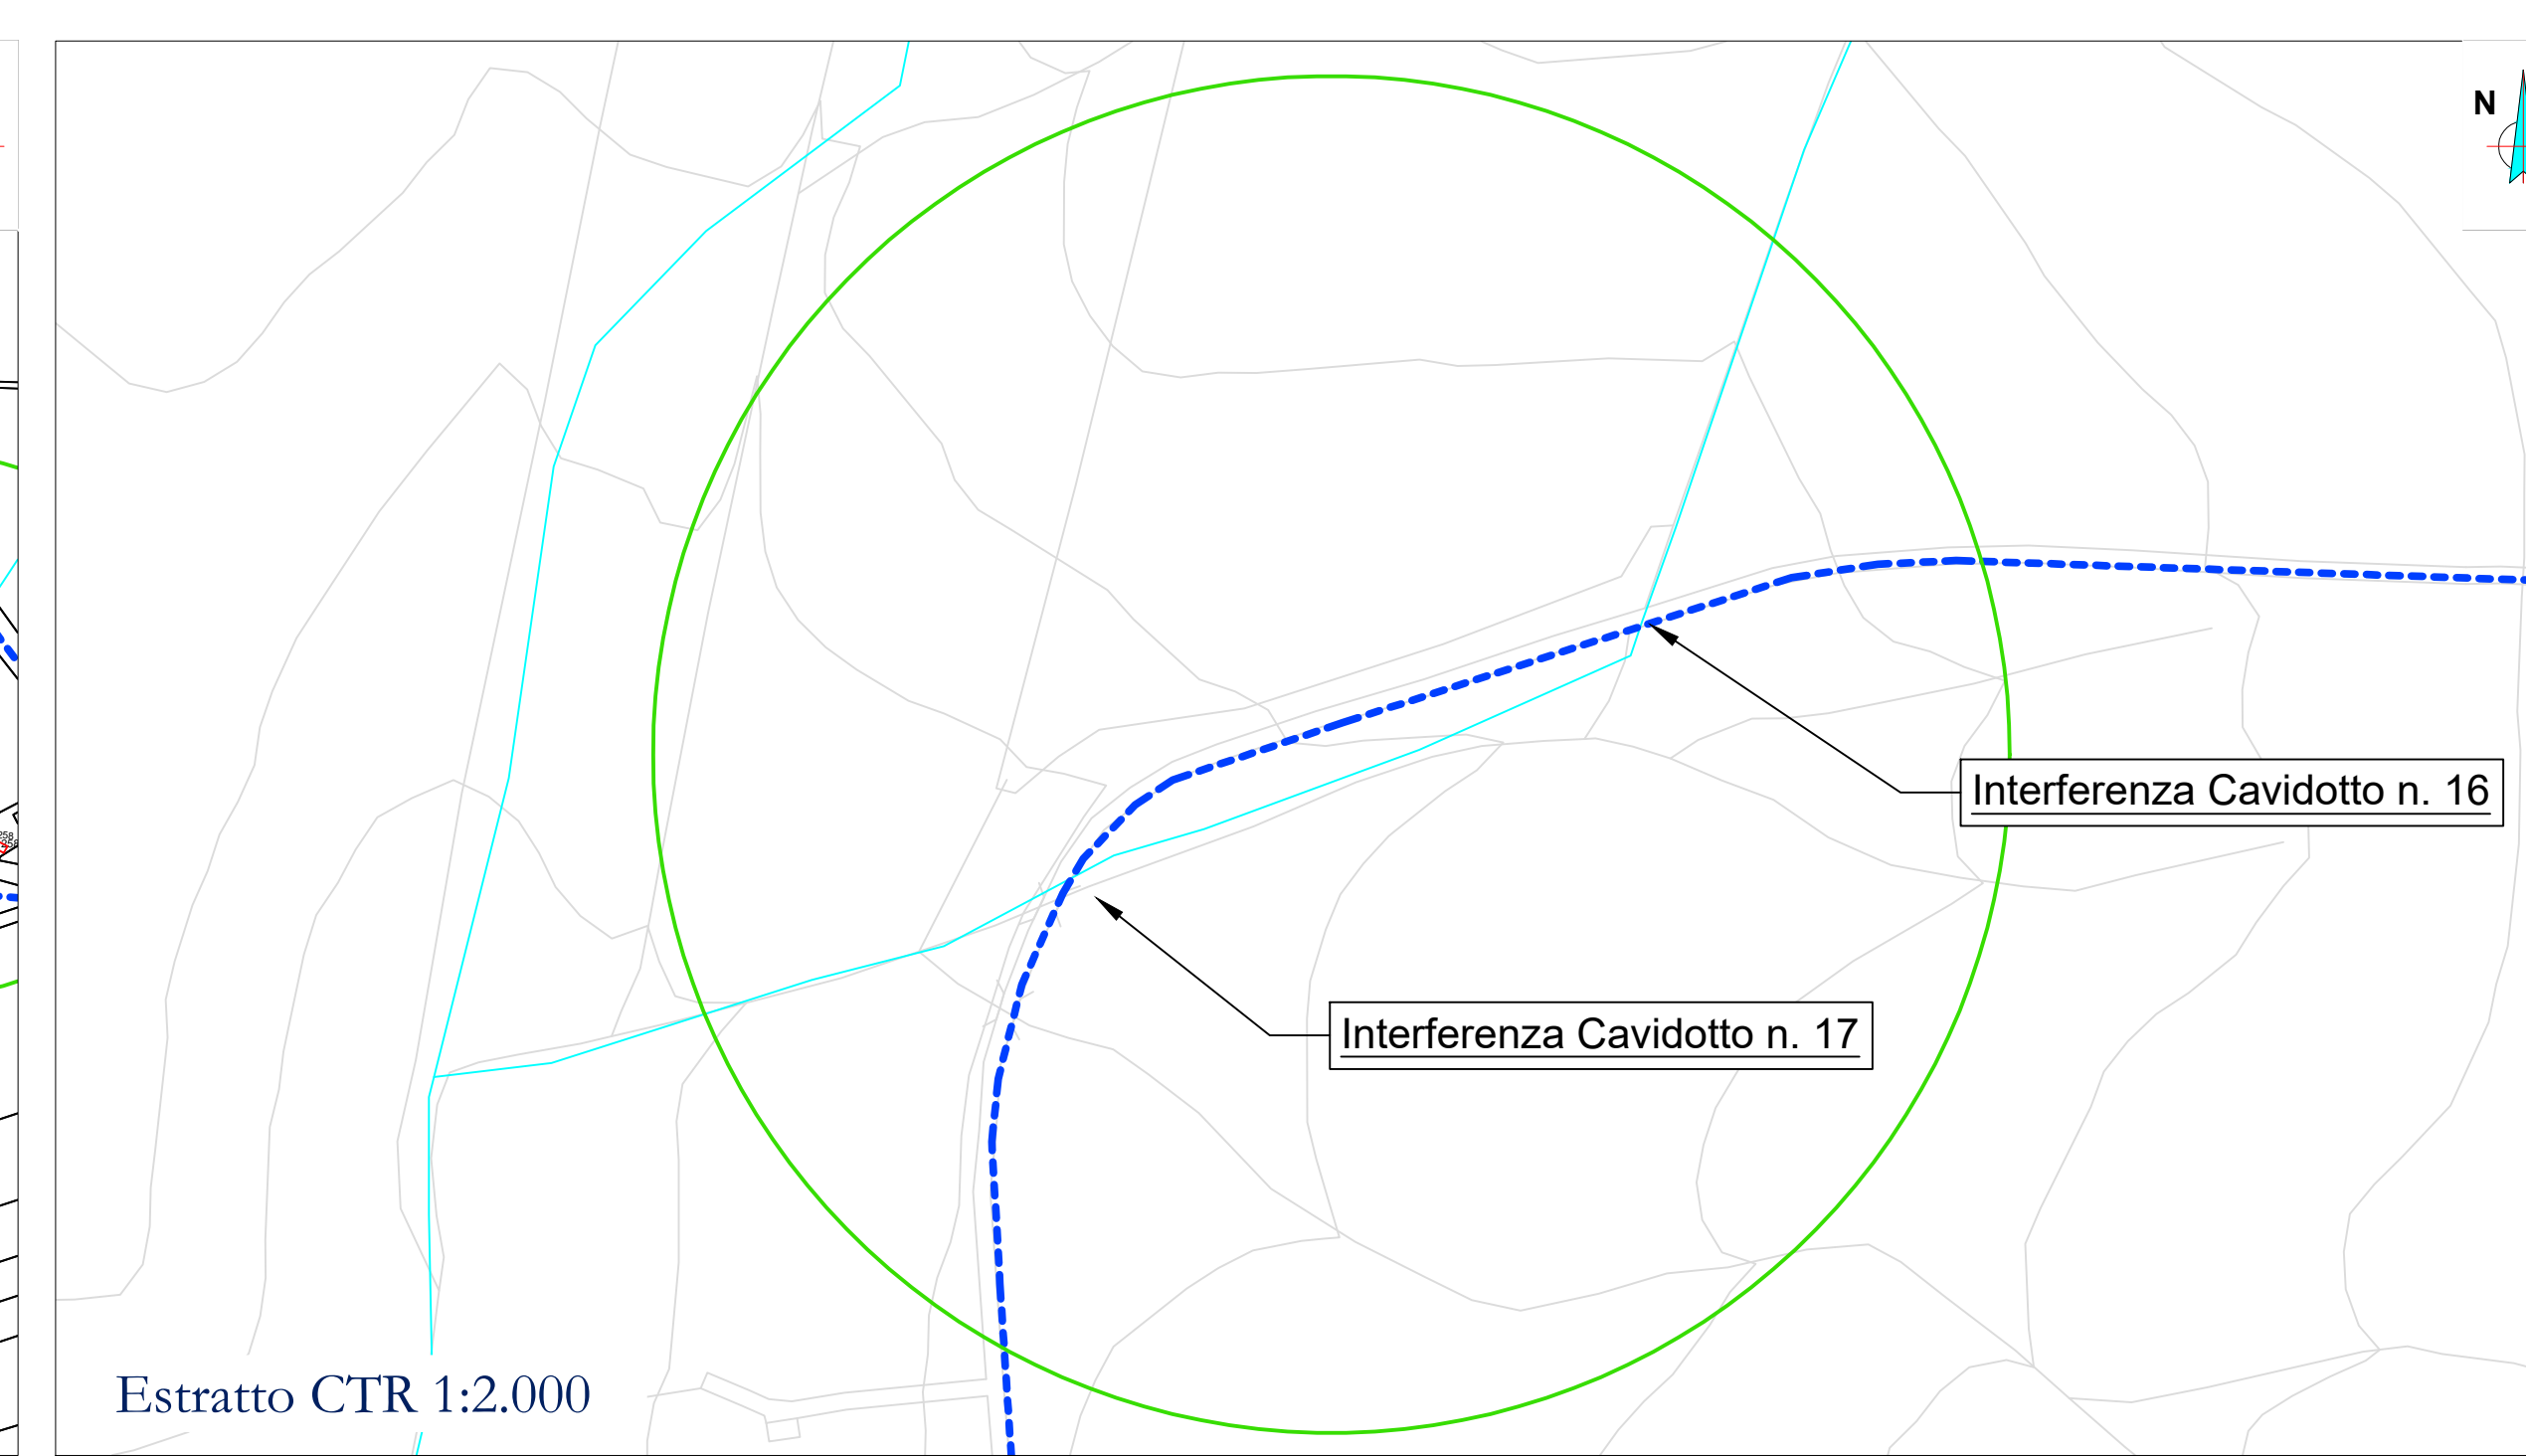 N
Interferenza Cavidotto n. 16
Interferenza Cavidotto n. 17
Estratto CTR 1:2.000